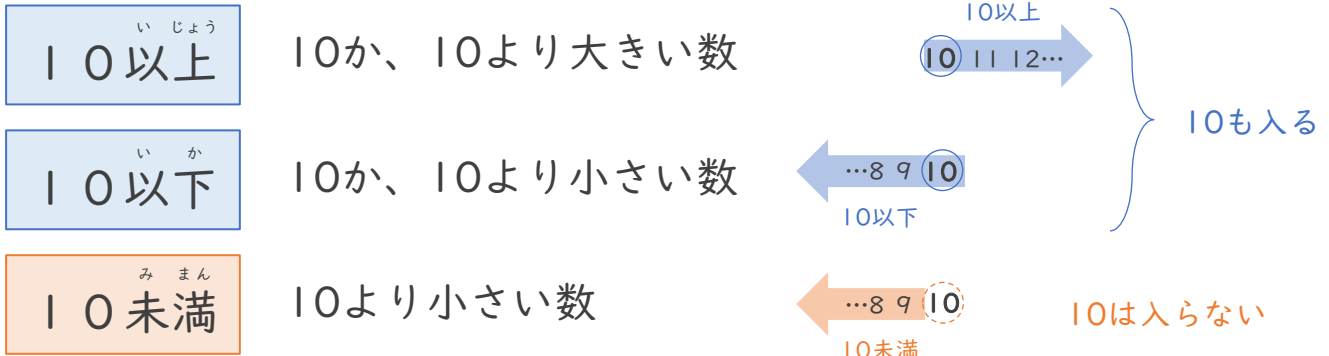 い じょう
10以上
10か、10より大きい数
10以上
10 11 12…
い か
10以下
10か、10より小さい数
…8 9 10
10以下
10も入る
み まん
10未満
10より小さい数
…8 9 10
10未満
10は入らない